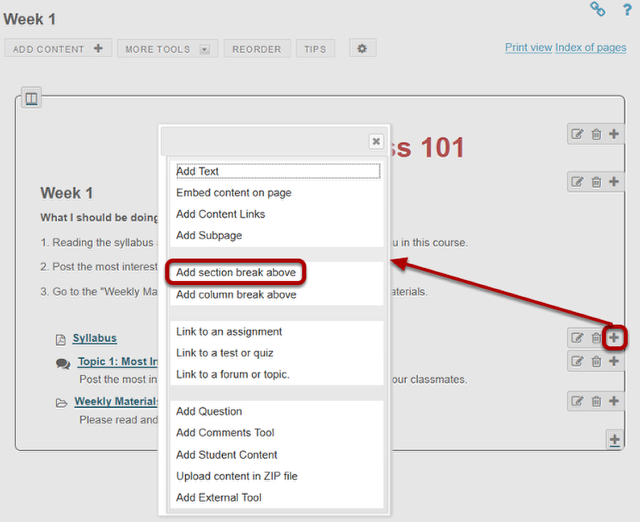 Week 1
?
ADD CONTENT +
MORE TOOLS
REORDER
TIPS
Print view Index of pages
ss 101
Week 1
What I should be doing
1. Reading the syllabus
u in this course.
2. Post the most interest
3. Go to the "Weekly Ma
aterials.
Syllabus
Topic 1: Most In
Post the most in
our classmates.
Weekly Materials
Please read and
Add Text
Embed content on page
Add Content Links
Add Subpage
Add section break above
Add column break above
Link to an assignment
Link to a test or quiz
Link to a forum or topic.
Add Question
Add Comments Tool
Add Student Content
Upload content in ZIP file
Add External Tool